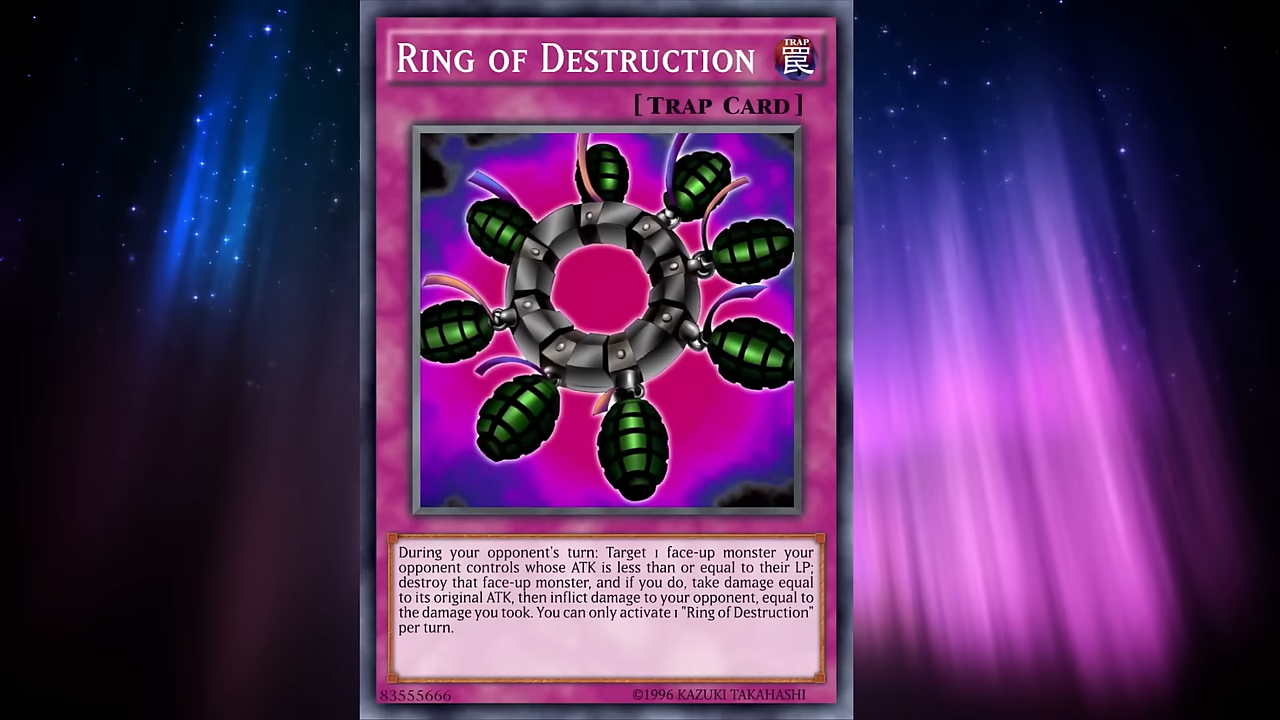 Ring of Destruction
TRAP
罠
[ Trap Card ]
During your opponent's turn: Target 1 face-up monster your
opponent controls whose ATK is less than or equal to their LP;
destroy that face-up monster, and if you do, take damage equal
to its original ATK, then inflict damage to your opponent, equal to
the damage you took. You can only activate 1 "Ring of Destruction"
per turn.
83555666
©1996 KAZUKI TAKAHASHI